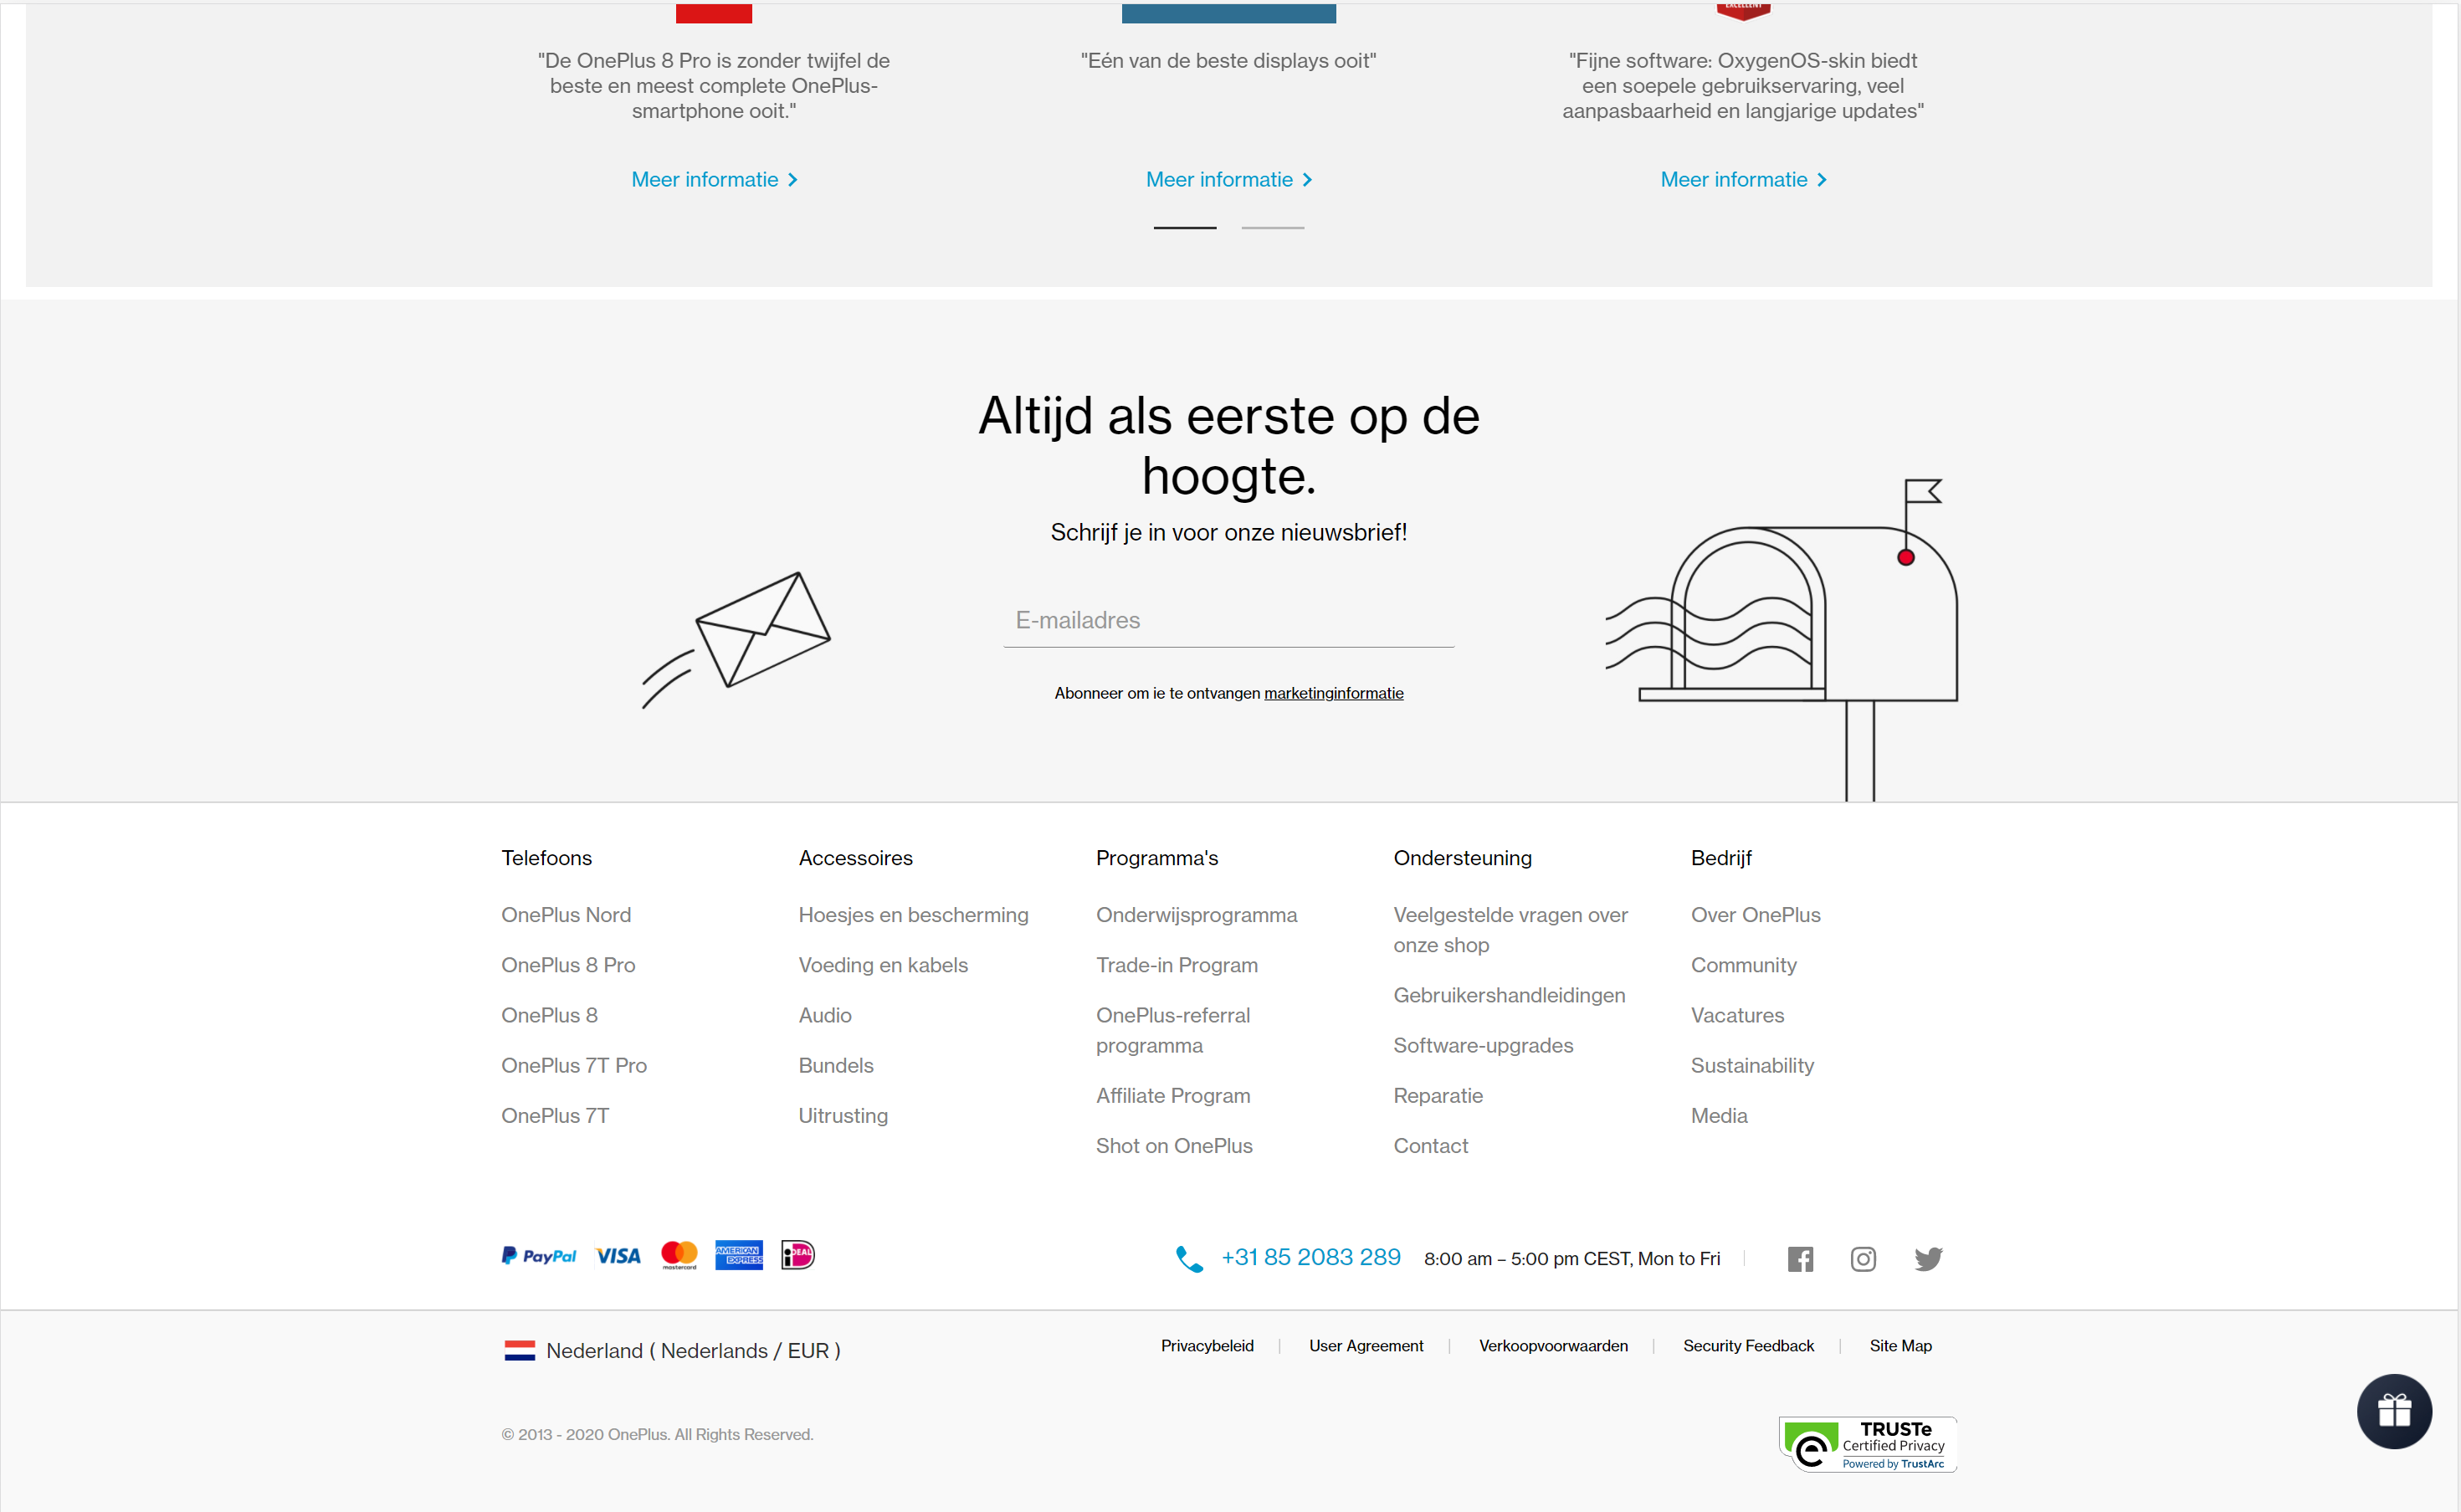 EXCELLENT
"De OnePlus 8 Pro is zonder twijfel de
beste en meest complete OnePlus-
smartphone ooit."
"Eén van de beste displays ooit"
"Fijne software: OxygenOS-skin biedt
een soepele gebruikservaring, veel
aanpasbaarheid en langjarige updates"
Meer informatie
Meer informatie
Meer informatie
Altijd als eerste op de
hoogte.
Schrijf je in voor onze nieuwsbrief!
E-mailadres
Abonneer om ie te ontvangen marketinginformatie
Telefoons
OnePlus Nord
OnePlus 8 Pro
OnePlus 8
OnePlus 7T Pro
OnePlus 7T
Accessoires
Hoesjes en bescherming
Voeding en kabels
Audio
Bundels
Uitrusting
Programma's
Onderwijsprogramma
Trade-in Program
OnePlus-referral
programma
Affiliate Program
Shot on OnePlus
Ondersteuning
Veelgestelde vragen over
onze shop
Gebruikershandleidingen
Software-upgrades
Reparatie
Contact
Bedrijf
Over OnePlus
Community
Vacatures
Sustainability
Media
PayPal VISA mastercard AMERICAN EXPRESS iDEAL
+31 85 2083 289 8:00 am – 5:00 pm CEST, Mon to Fri
Nederland ( Nederlands / EUR )
Privacybeleid User Agreement Verkoopvoorwaarden Security Feedback Site Map
© 2013 - 2020 OnePlus. All Rights Reserved.
TRUSTe
Certified Privacy
Powered by TrustArc